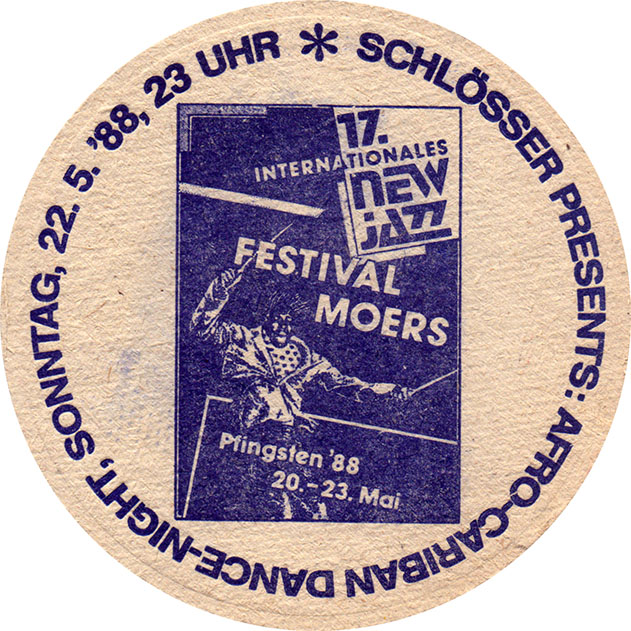 SCHLÖSSER PRESENTS: AFRO-CARIBAN DANCE-NIGHT, SONNTAG, 22. 5. '88, 23 UHR *
17.
INTERNATIONALES
NEW
JAZZ
FESTIVAL
MOERS
Pfingsten '88
20.-23. Mai